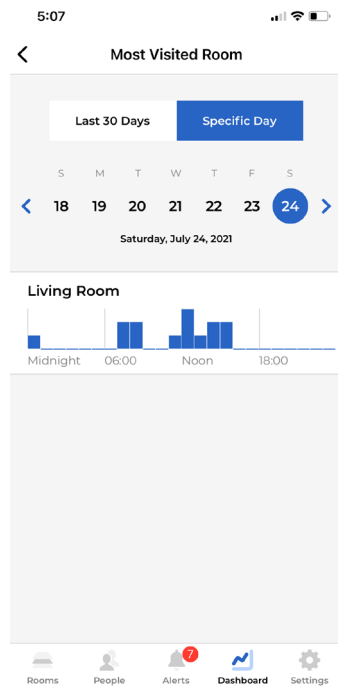 5:07
Most Visited Room
Last 30 Days Specific Day
S M T W T F S
18 19 20 21 22 23 24
Saturday, July 24, 2021
Living Room
Midnight 06:00 Noon 18:00
7
Rooms People Alerts Dashboard Settings